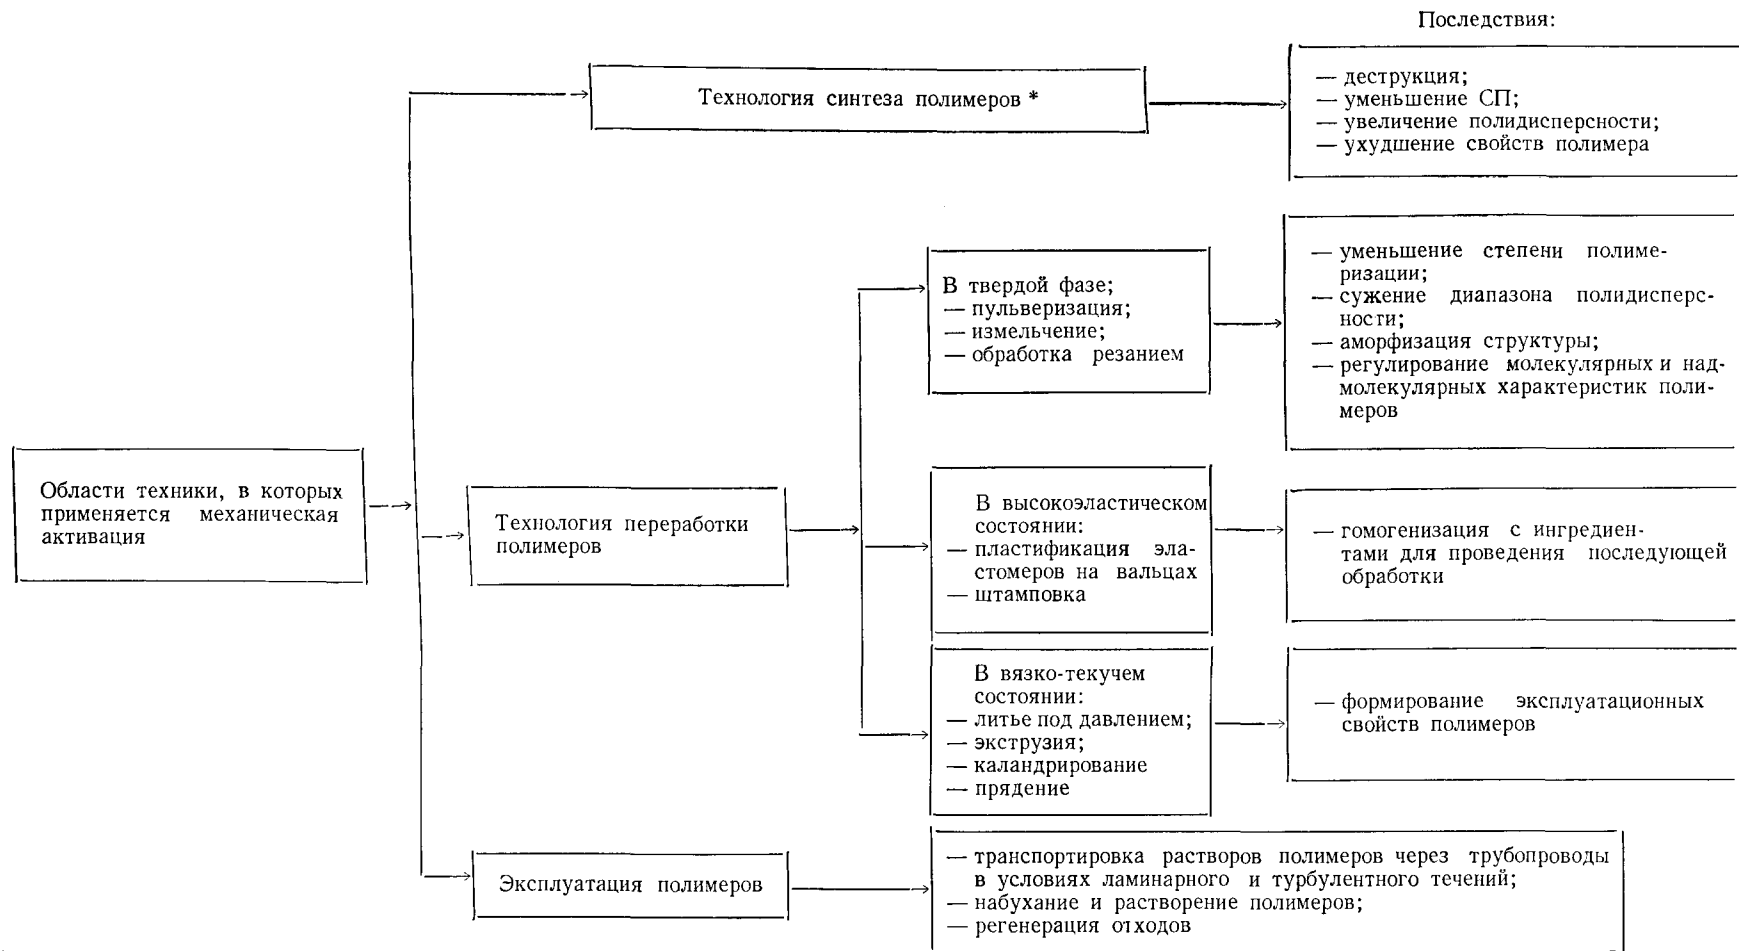 Последствия:
Технология синтеза полимеров *
— деструкция;
— уменьшение СП;
— увеличение полидисперсности;
— ухудшение свойств полимера
В твердой фазе;
— пульверизация;
— измельчение;
— обработка резанием
— уменьшение степени полиме-
ризации;
— сужение диапазона полидисперс-
ности;
— аморфизация структуры;
— регулирование молекулярных и над-
молекулярных характеристик поли-
меров
Области техники, в которых
применяется механическая
активация
Технология переработки
полимеров
В высокоэластическом
состоянии:
— пластификация эла-
стомеров на вальцах
— штамповка
— гомогенизация с ингредиен-
тами для проведения последующей
обработки
В вязко-текучем
состоянии:
— литье под давлением;
— экструзия;
— каландрирование
— прядение
— формирование эксплуатационных
свойств полимеров
Эксплуатация полимеров
— транспортировка растворов полимеров через трубопроводы
в условиях ламинарного и турбулентного течений;
— набухание и растворение полимеров;
— регенерация отходов